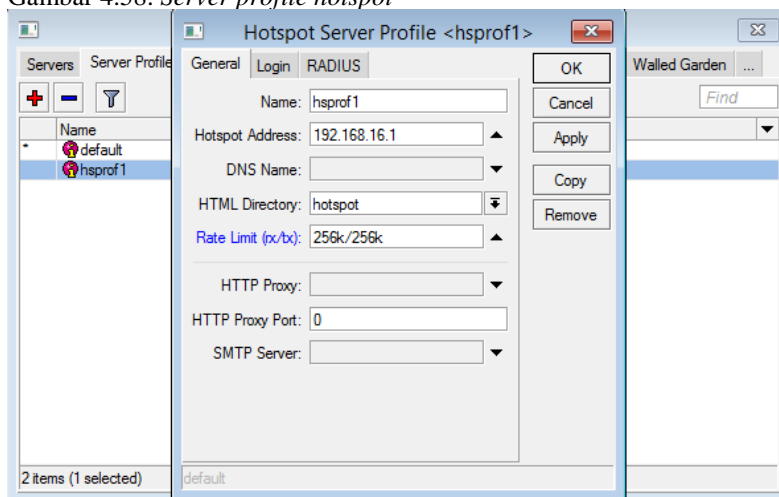 Gambar 4.38. Server profile hotspot
Hotspot Server Profile <hsprof1>
Servers Server Profile
Walled Garden ...
Find
Name
* default
hsprof1
2 items (1 selected)
General Login RADIUS
Name: hsprof1
Hotspot Address: 192.168.16.1
DNS Name:
HTML Directory: hotspot
Rate Limit (rx/tx): 256k/256k
HTTP Proxy:
HTTP Proxy Port: 0
SMTP Server:
default
OK
Cancel
Apply
Copy
Remove